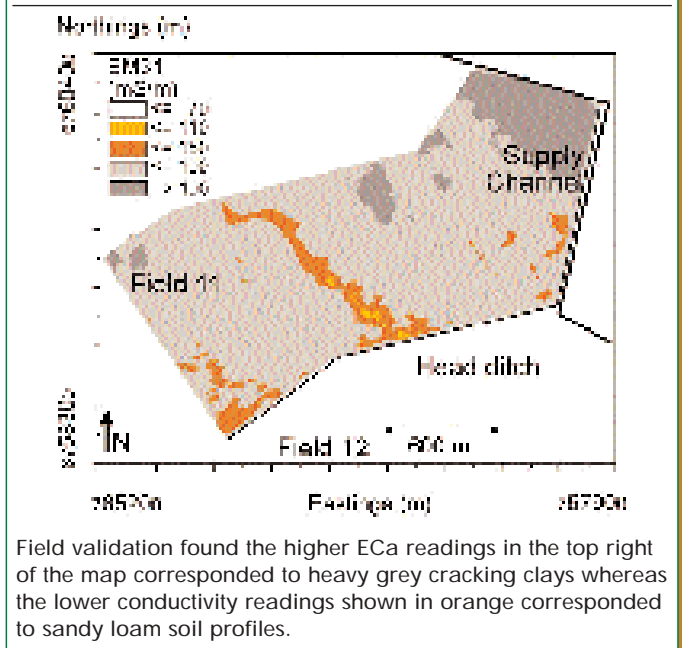 Northings (m)
EM31
(mS/m)
Supply
Channel
Field 11
Head ditch
N
Field 12
600 m
Eastings (m)
Field validation found the higher ECa readings in the top right
of the map corresponded to heavy grey cracking clays whereas
the lower conductivity readings shown in orange corresponded
to sandy loam soil profiles.